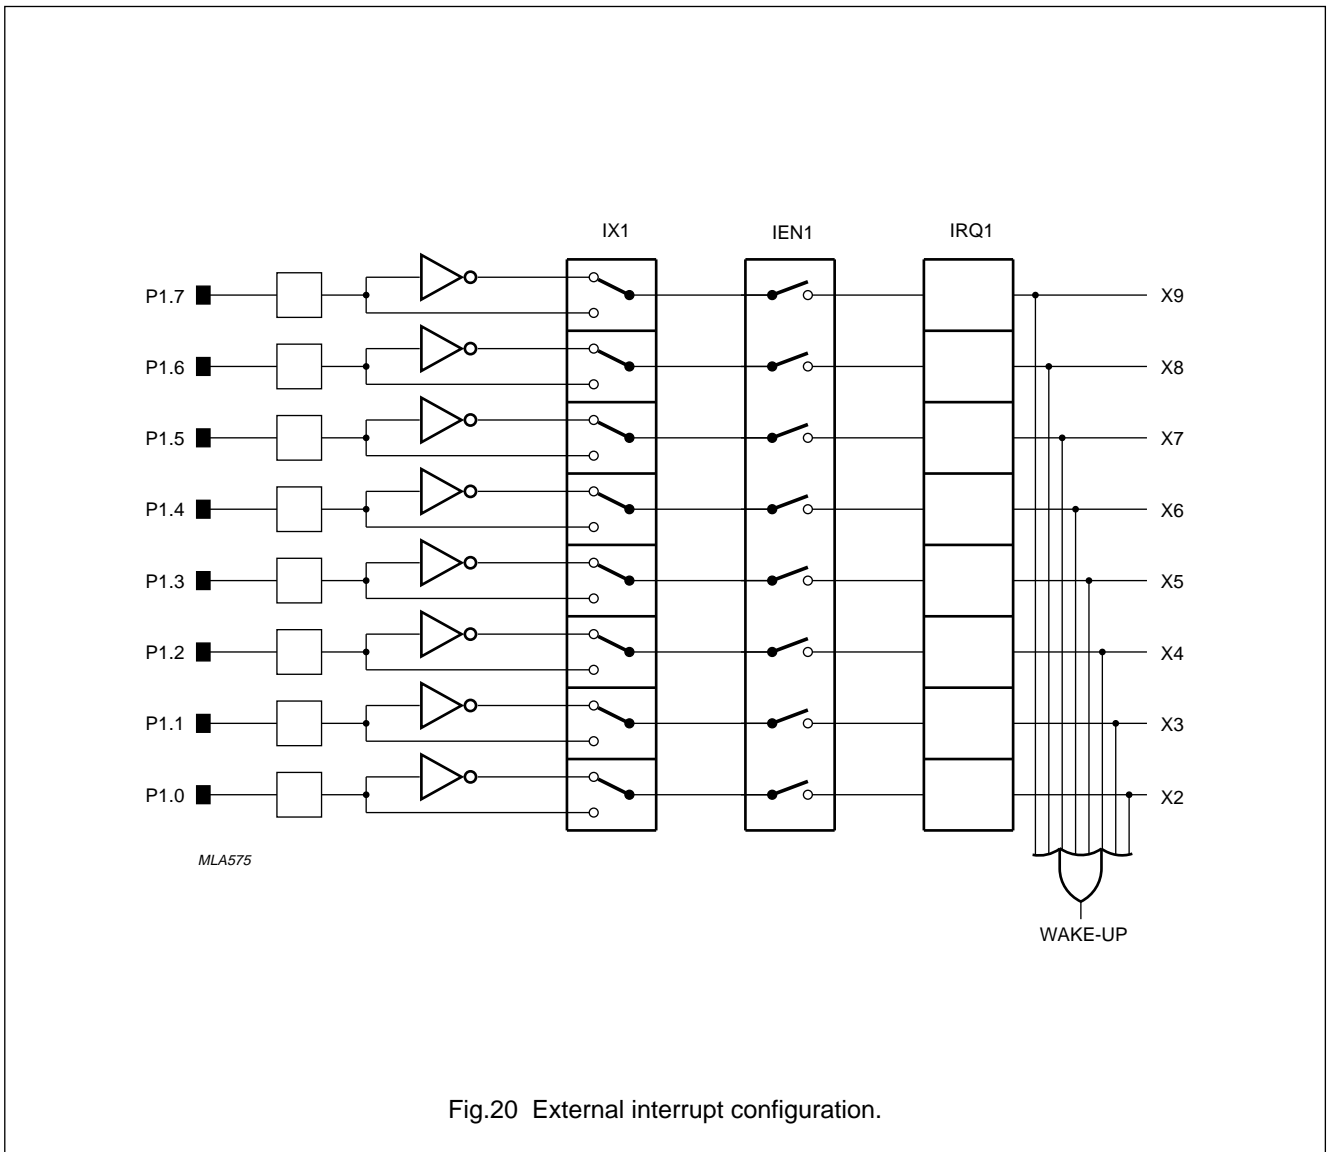 IX1 IEN1 IRQ1
P1.7 X9
P1.6 X8
P1.5 X7
P1.4 X6
P1.3 X5
P1.2 X4
P1.1 X3
P1.0 X2
MLA575
WAKE-UP
Fig.20 External interrupt configuration.